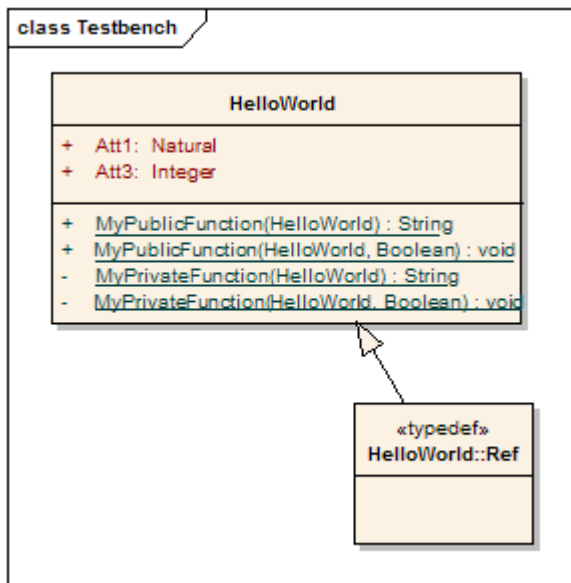 class Testbench
HelloWorld
+ Att1: Natural
+ Att3: Integer
+ MyPublicFunction(HelloWorld) : String
+ MyPublicFunction(HelloWorld, Boolean) : void
- MyPrivateFunction(HelloWorld) : String
- MyPrivateFunction(HelloWorld, Boolean) : void
«typedef»
HelloWorld::Ref